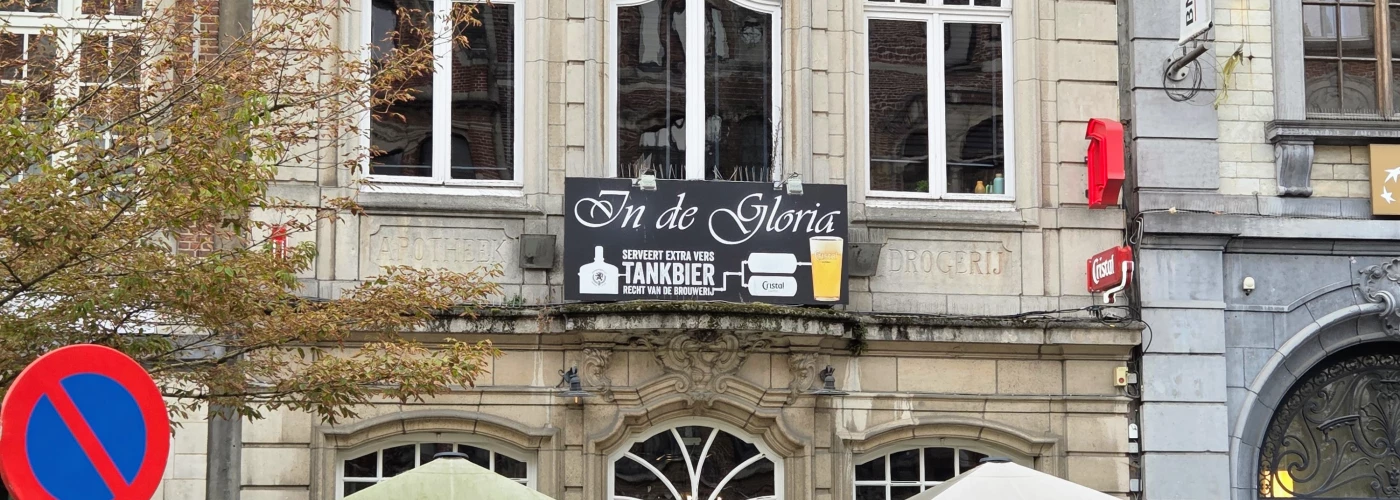 In de Gloria
SERVEERT EXTRA VERS
TANKBIER
RECHT VAN DE BROUWERIJ
Cristal
APOTHEEK
DROGERIJ
Cristal